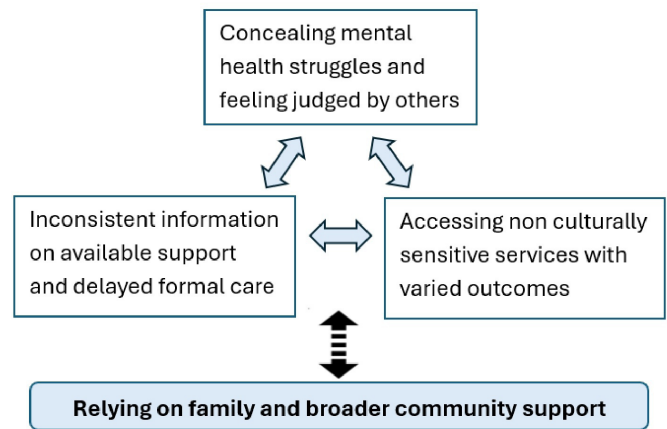 Concealing mental
health struggles and
feeling judged by others
Inconsistent information
on available support
and delayed formal care
Accessing non culturally
sensitive services with
varied outcomes
Relying on family and broader community support